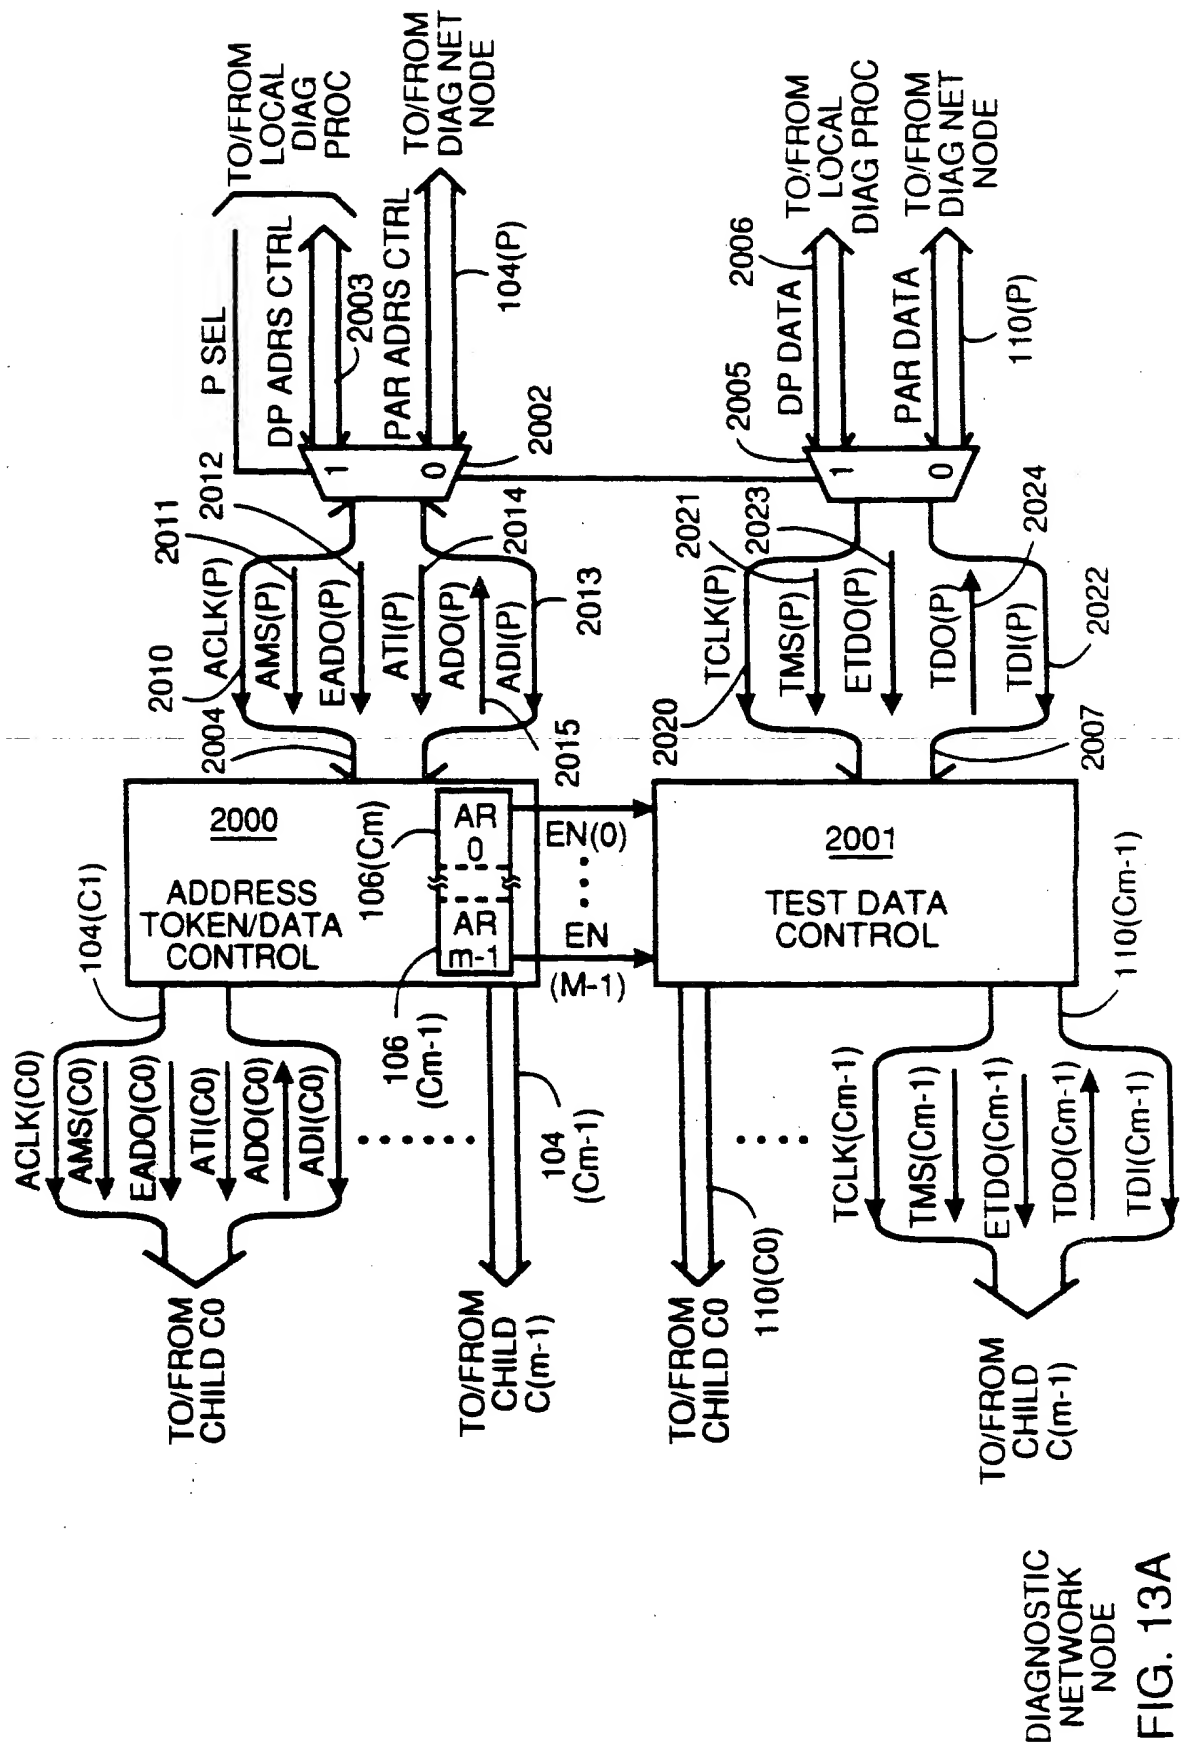 TO/FROM
LOCAL
DIAG
PROC
TO/FROM
DIAG NET
NODE
P SEL
DP ADRS CTRL
2003
PAR ADRS CTRL
104(P)
1
0
2002
2010
ACLK(P)
2011
AMS(P)
2012
EADO(P)
ATI(P)
2014
ADO(P)
ADI(P)
2013
2004
2015
2000
ADDRESS
TOKEN/DATA
CONTROL
106(Cm)
AR
0
AR
m-1
106
(Cm-1)
104(C1)
ACLK(C0)
AMS(C0)
EADO(C0)
ATI(C0)
ADO(C0)
ADI(C0)
TO/FROM
CHILD C0
104
(Cm-1)
TO/FROM
CHILD
C(m-1)
EN(0)
EN
(M-1)
TO/FROM
LOCAL
DIAG PROC
TO/FROM
DIAG NET
NODE
2006
DP DATA
PAR DATA
110(P)
2005
1
0
TCLK(P)
2020
2021
TMS(P)
2023
ETDO(P)
TDO(P)
2024
TDI(P)
2022
2007
2001
TEST DATA
CONTROL
110(C0)
TO/FROM
CHILD C0
110(Cm-1)
TCLK(Cm-1)
TMS(Cm-1)
ETDO(Cm-1)
TDO(Cm-1)
TDI(Cm-1)
TO/FROM
CHILD
C(m-1)
DIAGNOSTIC
NETWORK
NODE
FIG. 13A